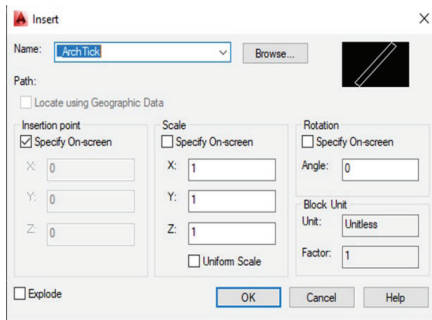 Insert
Name: _ArchTick Browse...
Path:
Locate using Geographic Data
Insertion point Scale Rotation
Specify On-screen Specify On-screen Specify On-screen
X: 0 X: 1 Angle: 0
Y: 0 Y: 1
Block Unit
Z: 0 Z: 1 Unit: Unitless
Uniform Scale Factor: 1
Explode OK Cancel Help